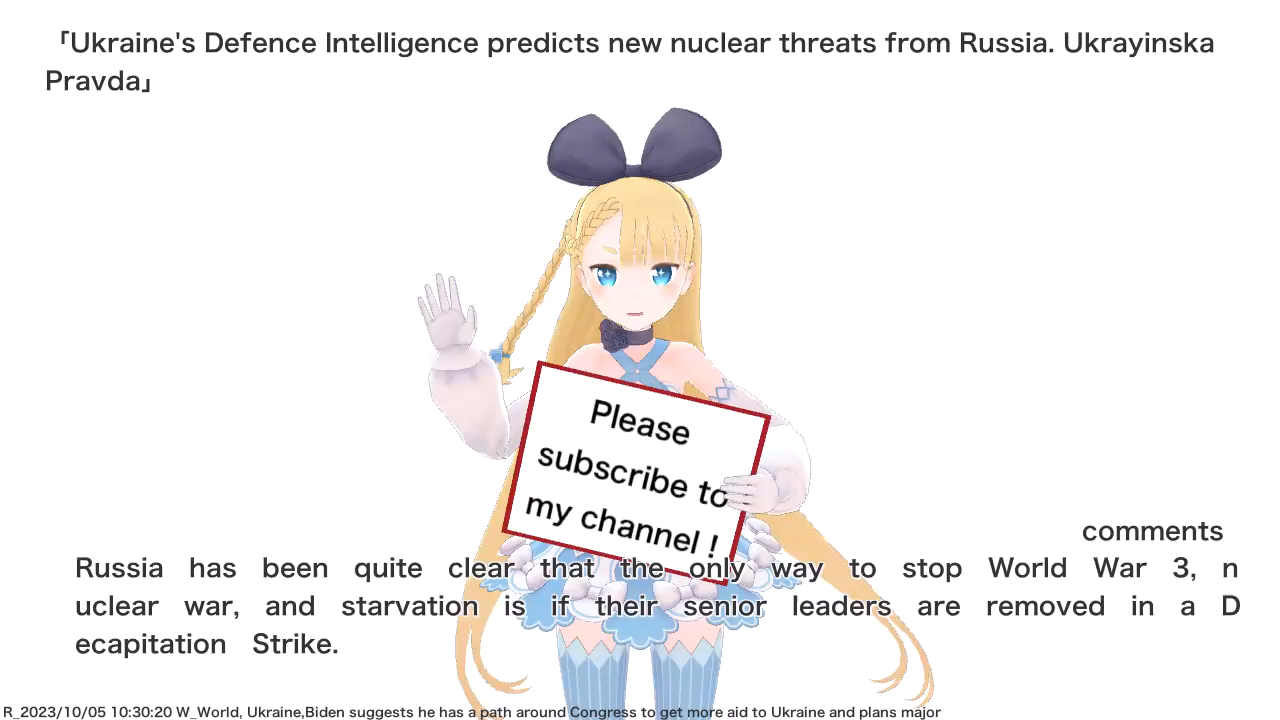 「Ukraine's Defence Intelligence predicts new nuclear threats from Russia. Ukrayinska
Pravda」
Please
subscribe to
my channel !
comments
Russia has been quite clear that the only way to stop World War 3, n
uclear war, and starvation is if their senior leaders are removed in a D
ecapitation Strike.
R_2023/10/05 10:30:20 W_World, Ukraine,Biden suggests he has a path around Congress to get more aid to Ukraine and plans major